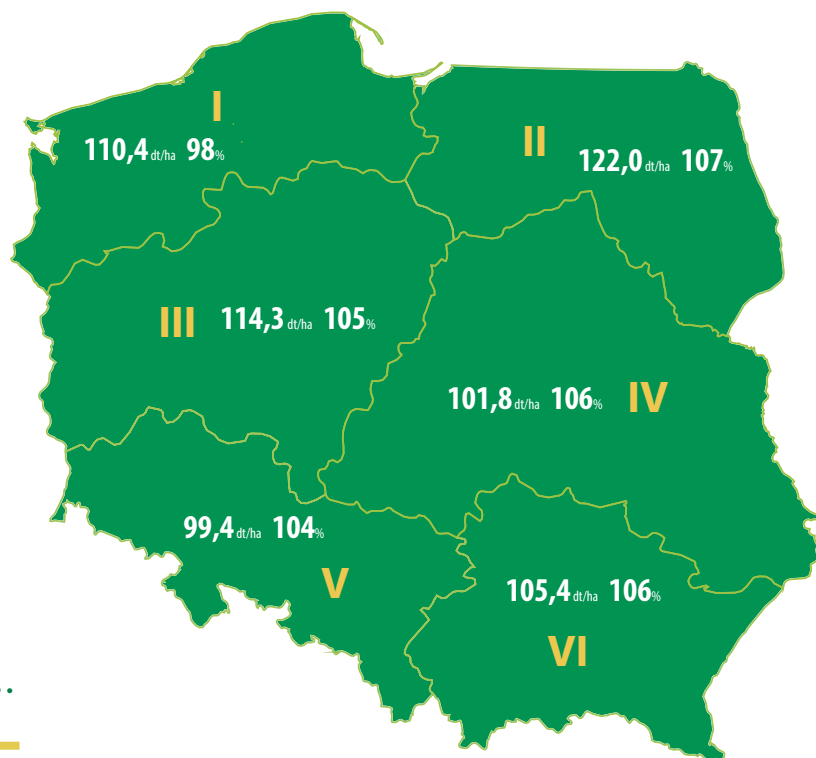 I
110,4 dt/ha 98%
II
122,0 dt/ha 107%
III 114,3 dt/ha 105%
101,8 dt/ha 106% IV
99,4 dt/ha 104%
V
105,4 dt/ha 106%
VI